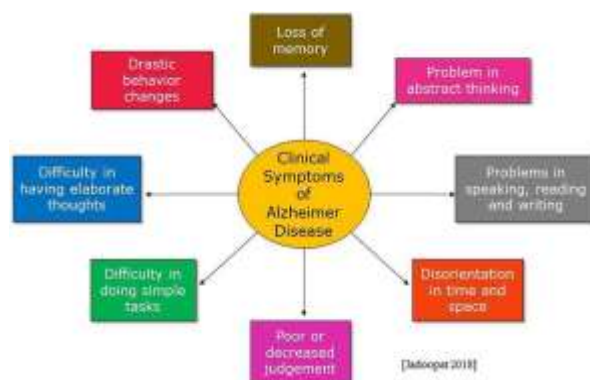 Loss of
memory
Drastic
behavior
changes
Problem in
abstract thinking
Clinical
Symptoms
of
Alzheimer
Disease
Difficulty in
having elaborate
thoughts
Problems in
speaking, reading
and writing
Difficulty in
doing simple
tasks
Disorientation
in time and
space
Poor or
decreased
judgement